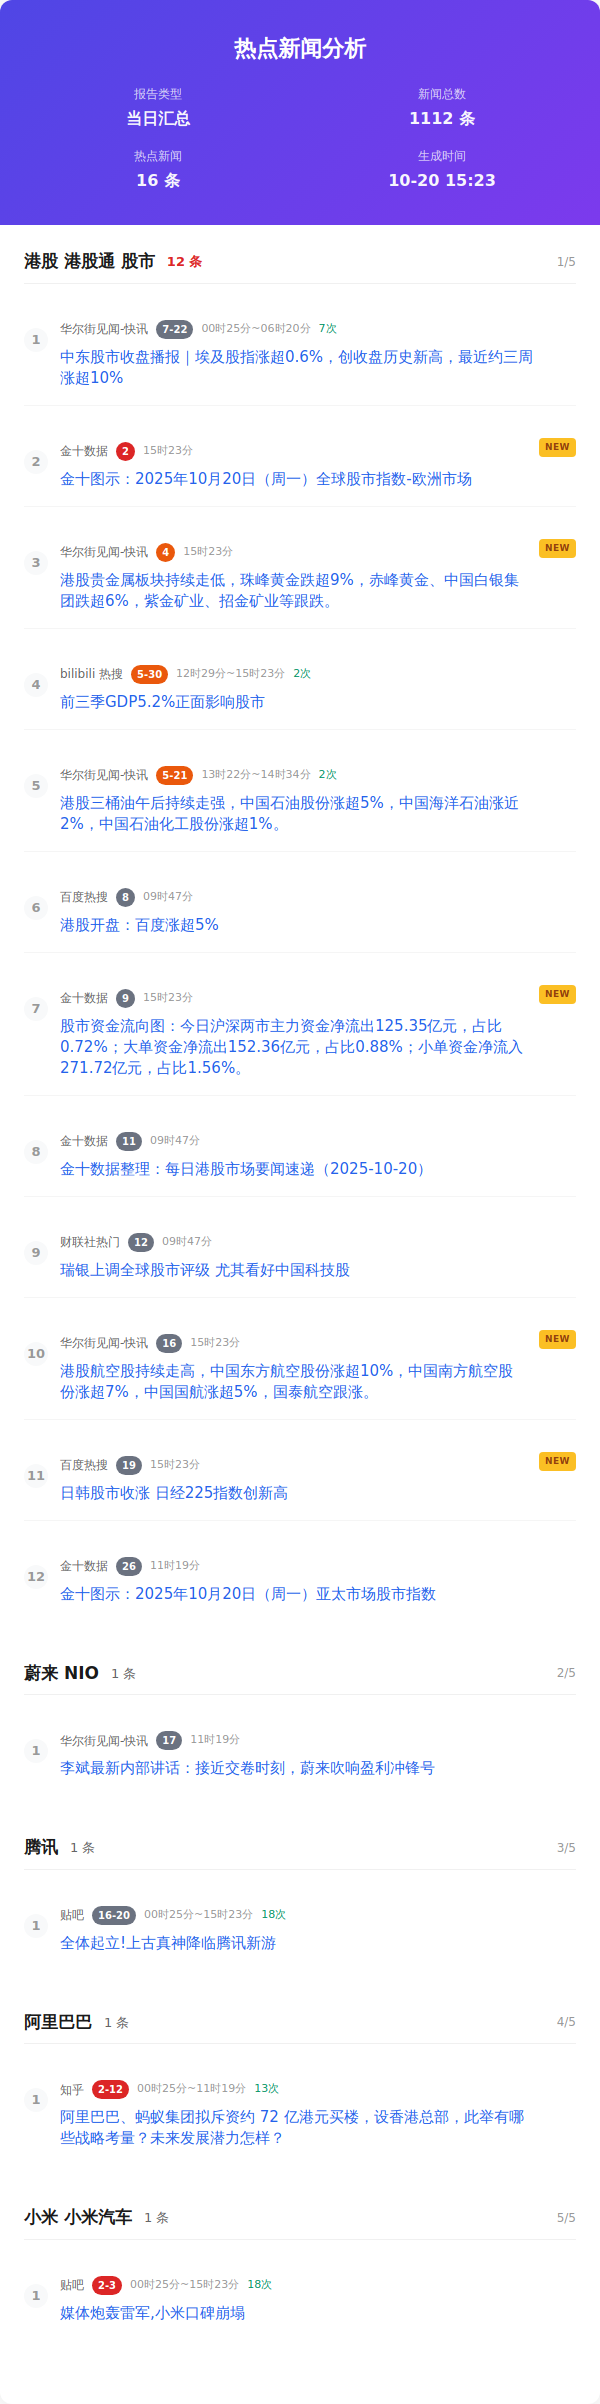 热点新闻分析
报告类型 新闻总数
当日汇总 1112 条
热点新闻 生成时间
16 条 10-20 15:23
港股 港股通 股市 12 条 1/5
华尔街见闻-快讯 7-22 00时25分~06时20分 7次
1
中东股市收盘播报｜埃及股指涨超0.6%，创收盘历史新高，最近约三周
涨超10%
金十数据 2 15时23分 NEW
2
金十图示：2025年10月20日（周一）全球股市指数-欧洲市场
华尔街见闻-快讯 4 15时23分 NEW
3
港股贵金属板块持续走低，珠峰黄金跌超9%，赤峰黄金、中国白银集
团跌超6%，紫金矿业、招金矿业等跟跌。
bilibili 热搜 5-30 12时29分~15时23分 2次
4
前三季GDP5.2%正面影响股市
华尔街见闻-快讯 5-21 13时22分~14时34分 2次
5
港股三桶油午后持续走强，中国石油股份涨超5%，中国海洋石油涨近
2%，中国石油化工股份涨超1%。
百度热搜 8 09时47分
6
港股开盘：百度涨超5%
金十数据 9 15时23分 NEW
7
股市资金流向图：今日沪深两市主力资金净流出125.35亿元，占比
0.72%；大单资金净流出152.36亿元，占比0.88%；小单资金净流入
271.72亿元，占比1.56%。
金十数据 11 09时47分
8
金十数据整理：每日港股市场要闻速递（2025-10-20）
财联社热门 12 09时47分
9
瑞银上调全球股市评级 尤其看好中国科技股
华尔街见闻-快讯 16 15时23分 NEW
10
港股航空股持续走高，中国东方航空股份涨超10%，中国南方航空股
份涨超7%，中国国航涨超5%，国泰航空跟涨。
百度热搜 19 15时23分 NEW
11
日韩股市收涨 日经225指数创新高
金十数据 26 11时19分
12
金十图示：2025年10月20日（周一）亚太市场股市指数
蔚来 NIO 1 条 2/5
华尔街见闻-快讯 17 11时19分
1
李斌最新内部讲话：接近交卷时刻，蔚来吹响盈利冲锋号
腾讯 1 条 3/5
贴吧 16-20 00时25分~15时23分 18次
1
全体起立!上古真神降临腾讯新游
阿里巴巴 1 条 4/5
知乎 2-12 00时25分~11时19分 13次
1
阿里巴巴、蚂蚁集团拟斥资约 72 亿港元买楼，设香港总部，此举有哪
些战略考量？未来发展潜力怎样？
小米 小米汽车 1 条 5/5
贴吧 2-3 00时25分~15时23分 18次
1
媒体炮轰雷军,小米口碑崩塌